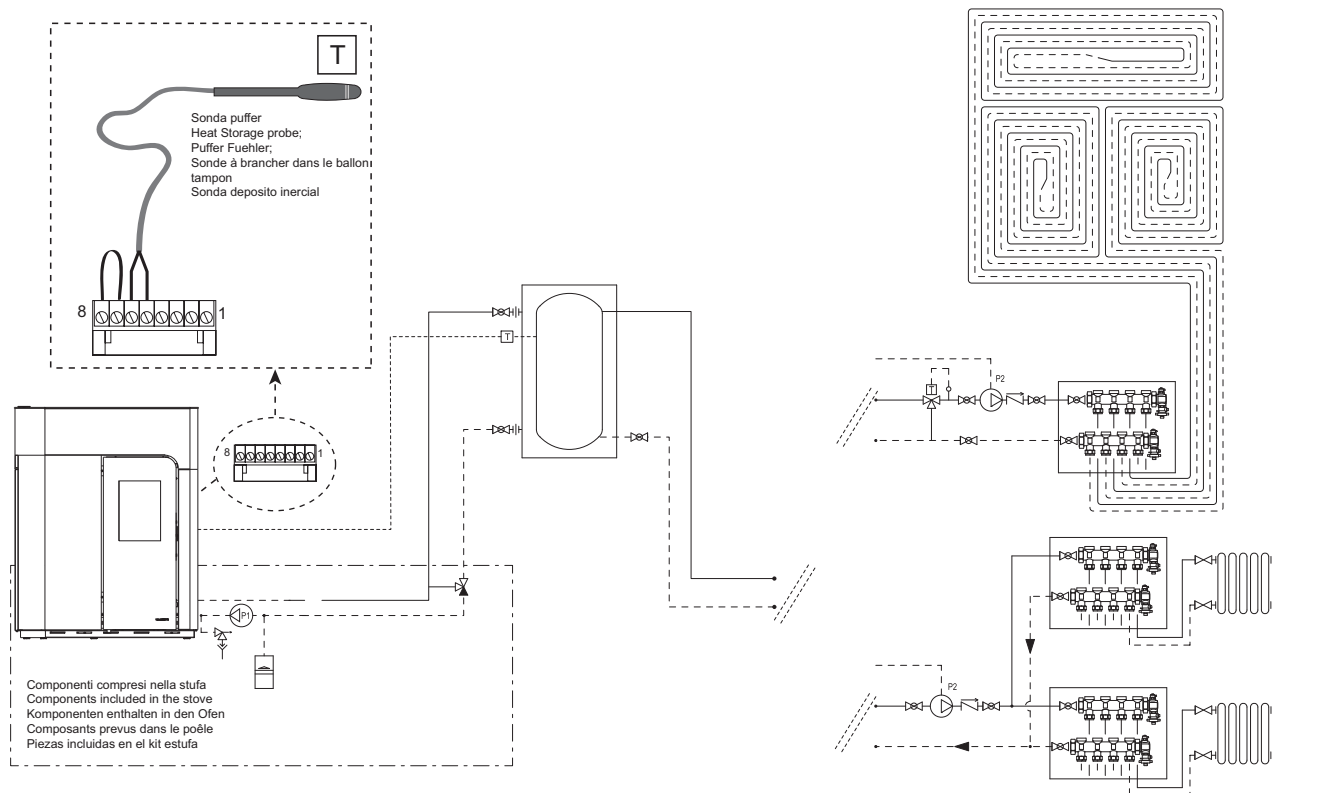 T
Sonda puffer
Heat Storage probe;
Puffer Fuehler;
Sonde à brancher dans le ballon
tampon
Sonda deposito inercial
8
1
8
1
T
P1
T
P2
P2
Componenti compresi nella stufa
Components included in the stove
Komponenten enthalten in den Ofen
Composants prevus dans le poêle
Piezas incluidas en el kit estufa